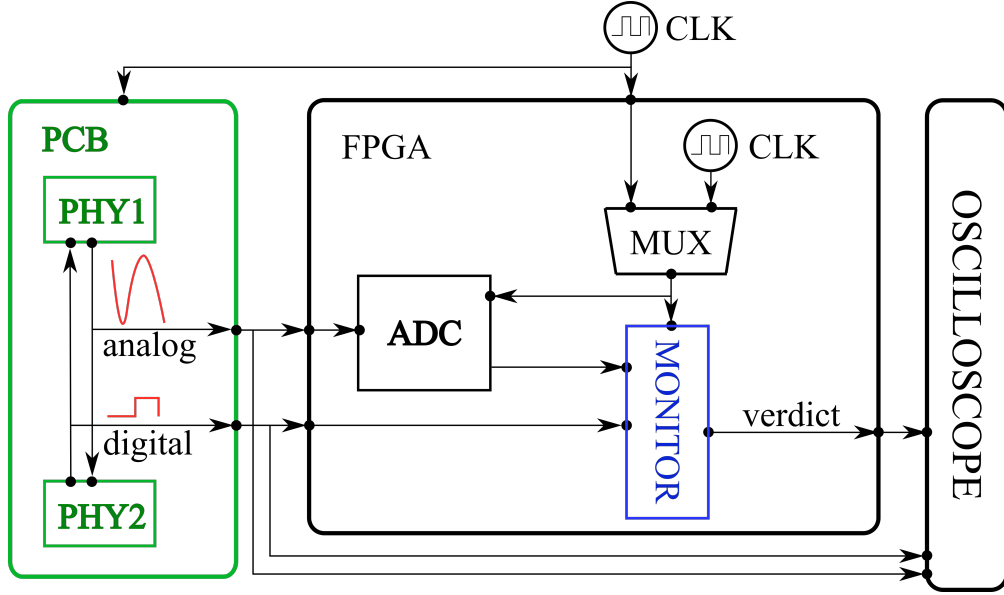 CLK
PCB
FPGA
CLK
PHY1
MUX
analog
ADC
MONITOR
OSCILLOSCOPE
digital
verdict
PHY2